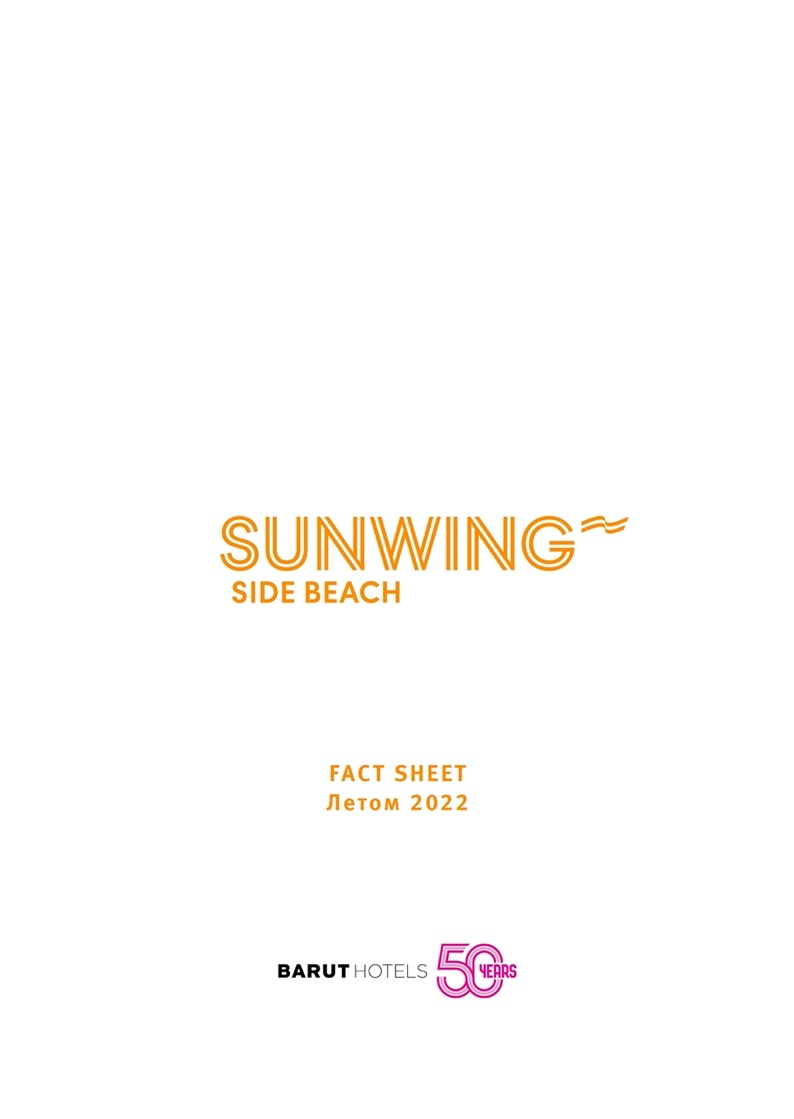 SUNWING
SIDE BEACH
FACT SHEET
Летом 2022
BARUT HOTELS 50 YEARS